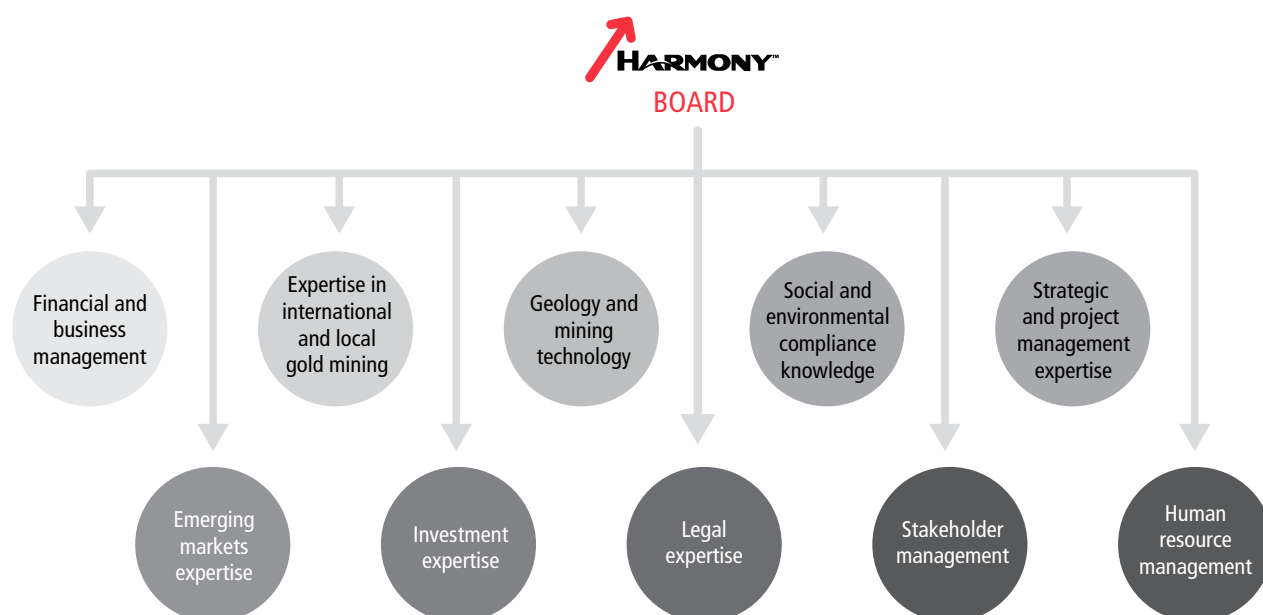 HARMONY™
BOARD
Financial and
business
management
Expertise in
international
and local
gold mining
Geology and
mining
technology
Social and
environmental
compliance
knowledge
Strategic
and project
management
expertise
Emerging
markets
expertise
Investment
expertise
Legal
expertise
Stakeholder
management
Human
resource
management